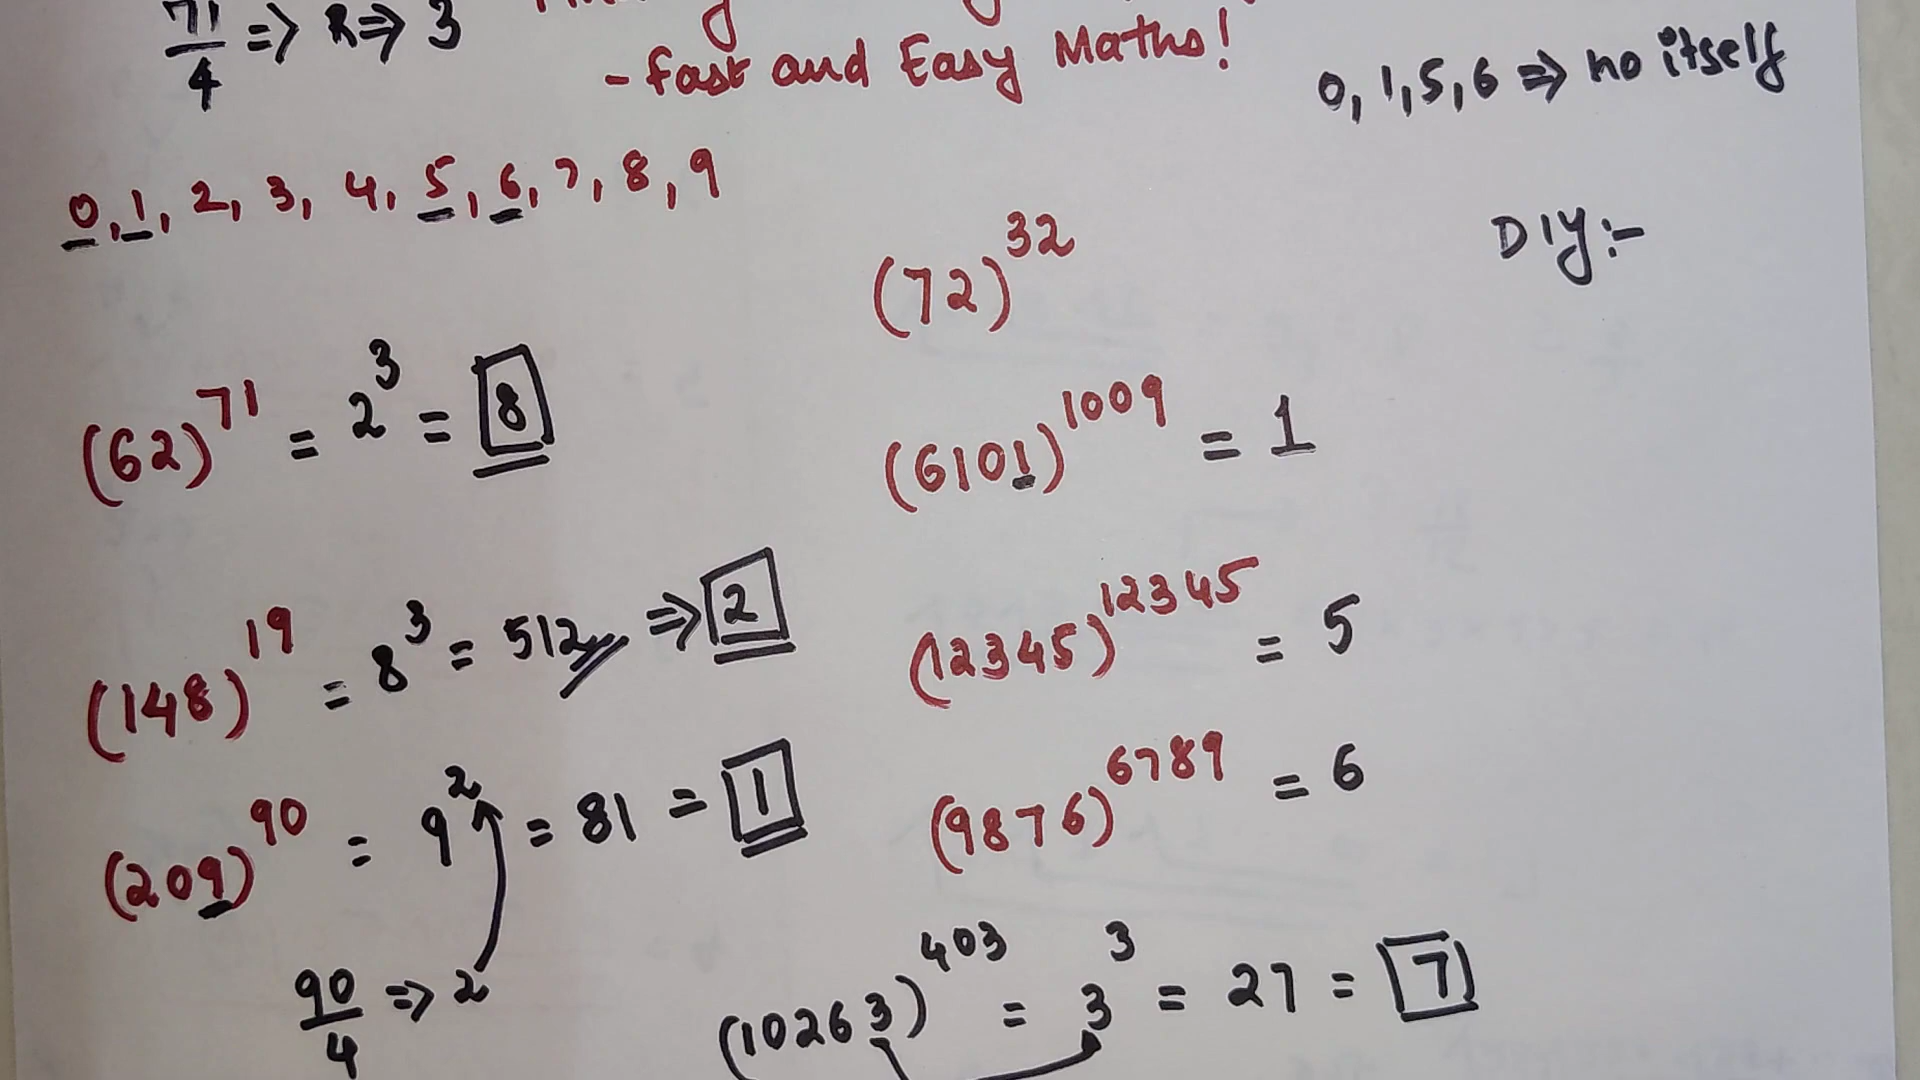 71/4 => R => 3
- fast and Easy Maths!
0, 1, 5, 6 => no itself
0, 1, 2, 3, 4, 5, 6, 7, 8, 9
DIY:-
(72)^32
(62)^71 = 2^3 = 8
(6101)^1009 = 1
(148)^19 = 8^3 = 512 => 2
(12345)^12345 = 5
(209)^90 = 9^2 = 81 = 1
(9876)^6789 = 6
90/4 => 2
(10263)^403 = 3^3 = 27 = 7